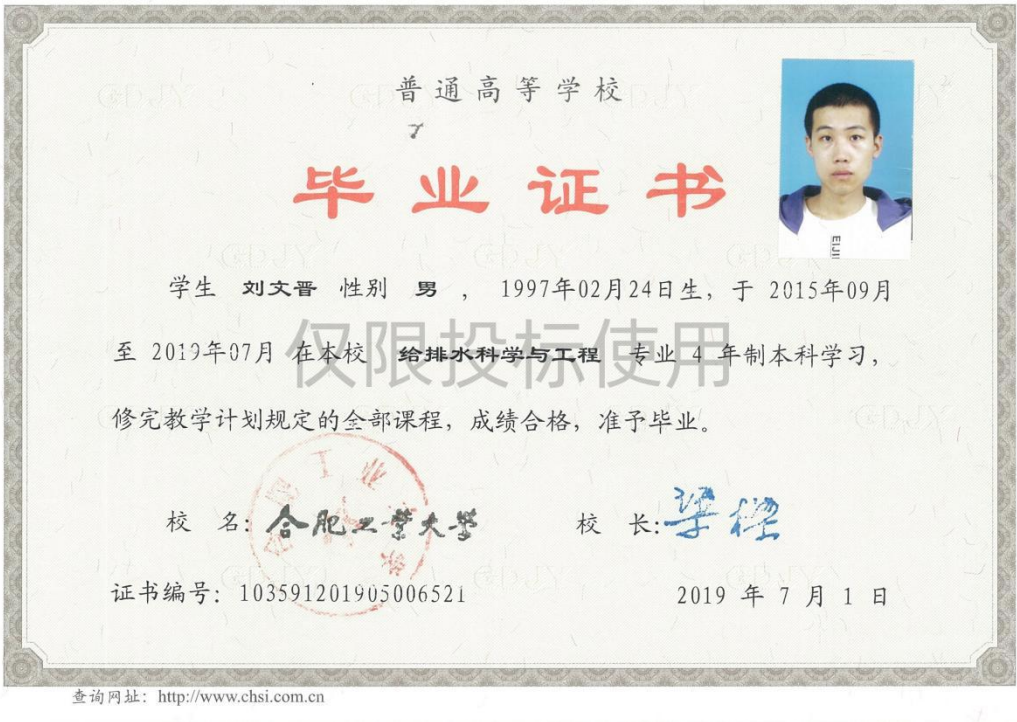 普通高等学校
毕业证书
EIJI
学生 刘文晋 性别 男 ， 1997年02月24日生，于 2015年09月
至 2019年07月 在本校 给排水科学与工程 专业 4 年制本科学习，
仅限投标使用
修完教学计划规定的全部课程，成绩合格，准予毕业。
校 名：合肥工业大学
校 长：梁樑
证书编号：103591201905006521
2019 年 7 月 1 日
查询网址：http://www.chsi.com.cn